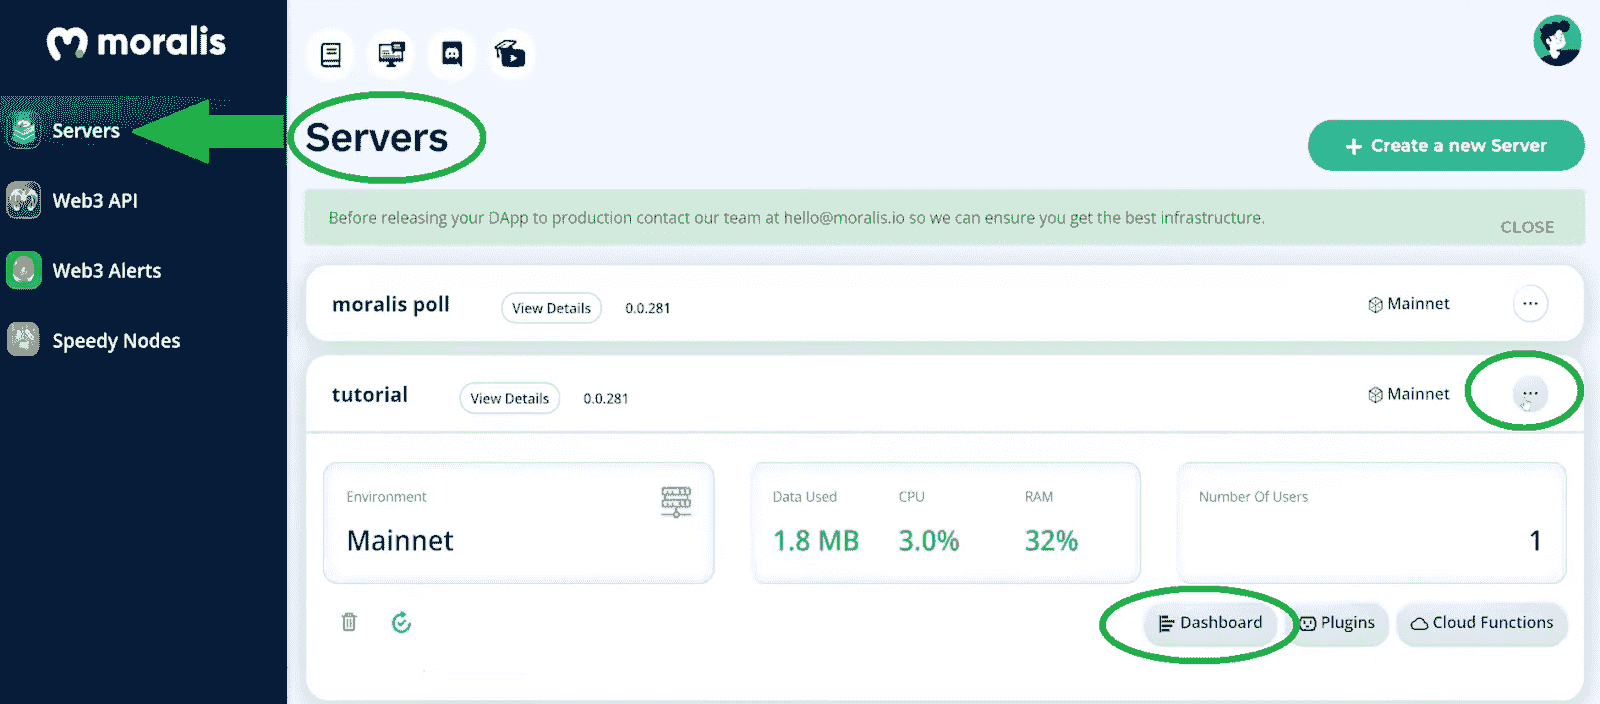 moralis
Servers
Web3 API
Web3 Alerts
Speedy Nodes
Servers
+ Create a new Server
Before releasing your DApp to production contact our team at hello@moralis.io so we can ensure you get the best infrastructure.
CLOSE
moralis poll View Details 0.0.281 Mainnet ...
tutorial View Details 0.0.281 Mainnet ...
Environment
Mainnet
Data Used CPU RAM
1.8 MB 3.0% 32%
Number Of Users
1
Dashboard Plugins Cloud Functions